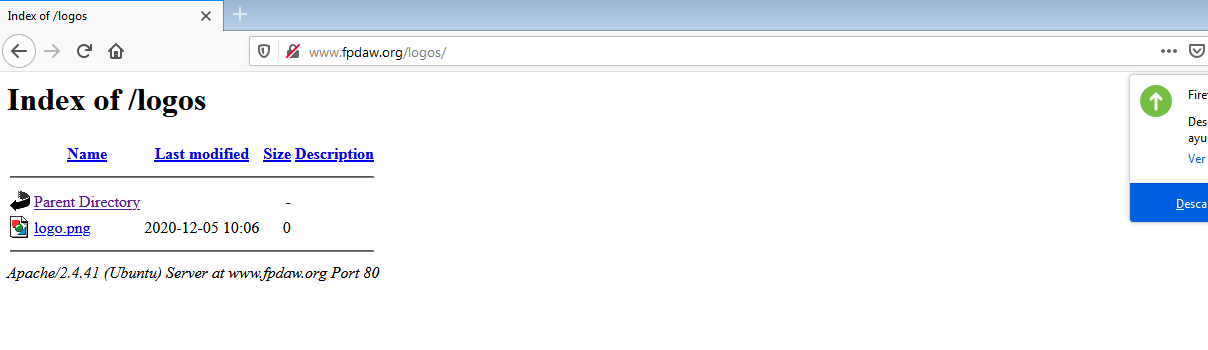 Index of /logos
www.fpdaw.org/logos/
Index of /logos
Name Last modified Size Description
Parent Directory -
logo.png 2020-12-05 10:06 0
Apache/2.4.41 (Ubuntu) Server at www.fpdaw.org Port 80
Firef
Des
ayu
Ver
Desca